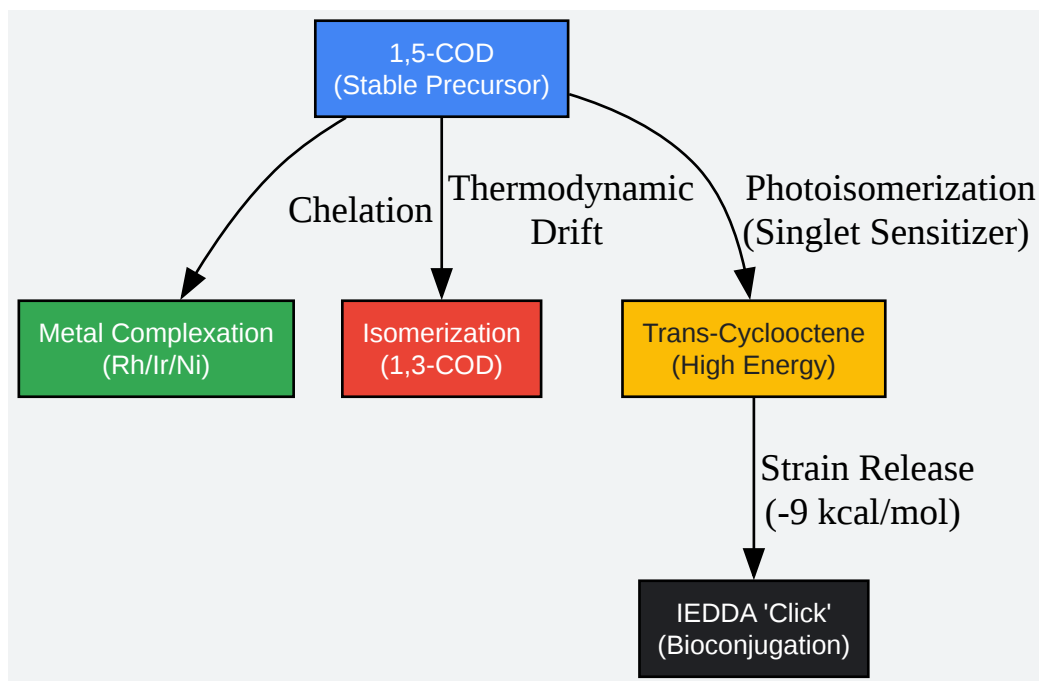 1,5-COD
(Stable Precursor)
Chelation
Thermodynamic
Drift
Photoisomerization
(Singlet Sensitizer)
Metal Complexation
(Rh/Ir/Ni)
Isomerization
(1,3-COD)
Trans-Cyclooctene
(High Energy)
Strain Release
(-9 kcal/mol)
IEDDA 'Click'
(Bioconjugation)